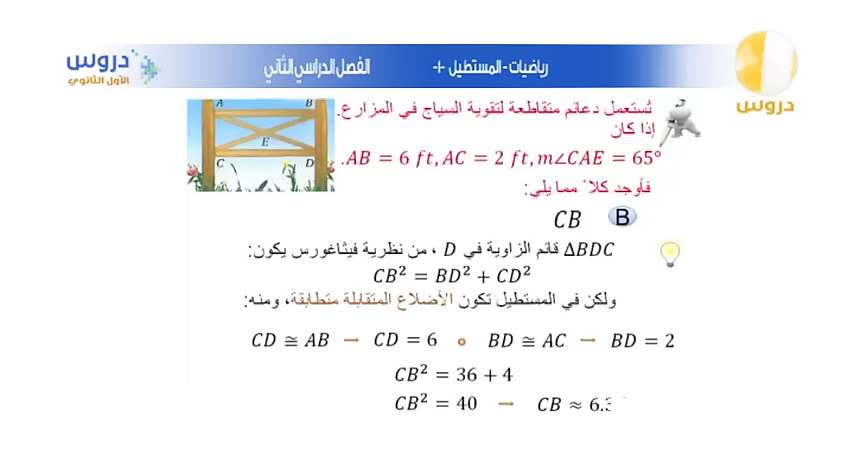 دروس
الأول الثانوي
الفصل الدراسي الثاني
رياضيات - المستطيل -1-
دروس
تُستعمل دعائم متقاطعة لتقوية السياج في المزارع.
إذا كان
AB = 6 ft, AC = 2 ft, m∠CAE = 65°.
فأوجد كلاً مما يلي:
A B
E
C D
B CB
ΔBDC قائم الزاوية في D ، من نظرية فيثاغورس يكون:
CB² = BD² + CD²
ولكن في المستطيل تكون الأضلاع المتقابلة متطابقة، ومنه:
CD ≅ AB → CD = 6 و BD ≅ AC → BD = 2
CB² = 36 + 4
CB² = 40 → CB ≈ 6.3